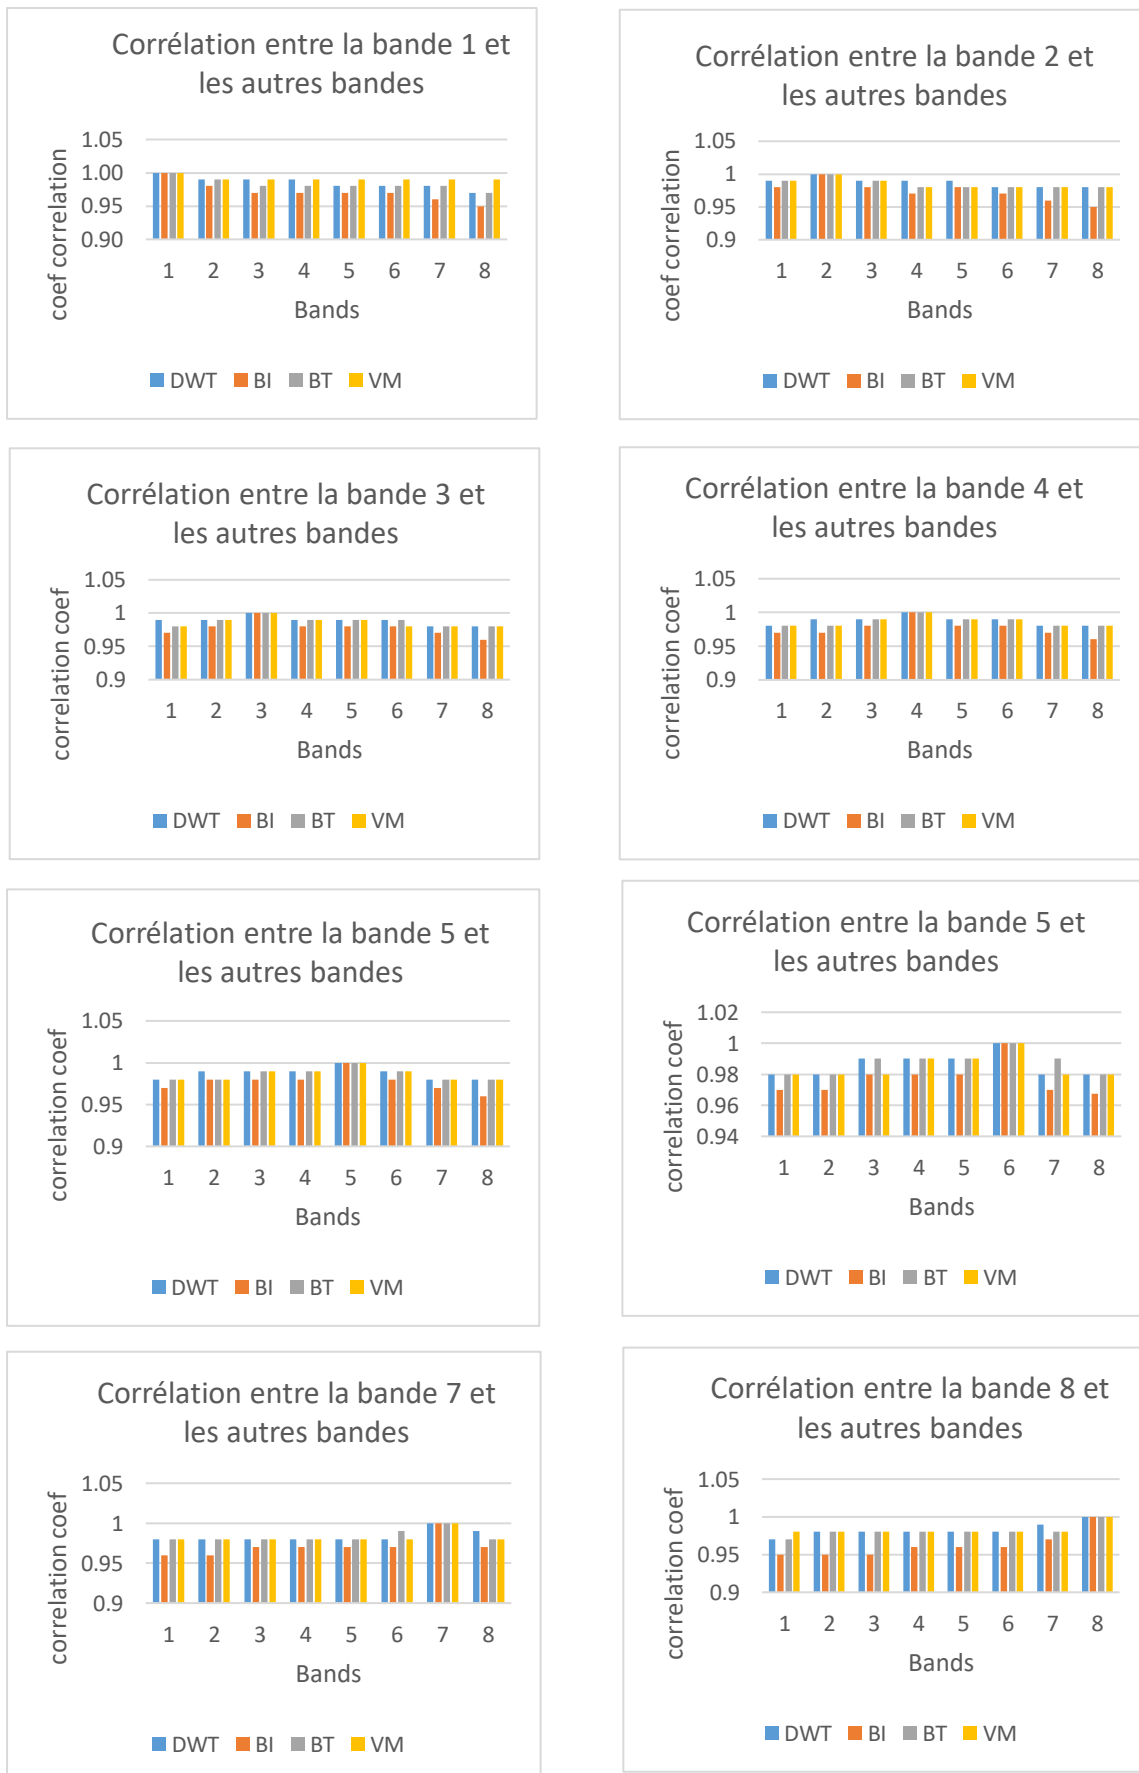 Corrélation entre la bande 1 et
les autres bandes
coef correlation
1.05
1.00
0.95
0.90
1 2 3 4 5 6 7 8
Bands
DWT BI BT VM
Corrélation entre la bande 2 et
les autres bandes
coef correlation
1.05
1
0.95
0.9
1 2 3 4 5 6 7 8
Bands
DWT BI BT VM
Corrélation entre la bande 3 et
les autres bandes
correlation coef
1.05
1
0.95
0.9
1 2 3 4 5 6 7 8
Bands
DWT BI BT VM
Corrélation entre la bande 4 et
les autres bandes
correlation coef
1.05
1
0.95
0.9
1 2 3 4 5 6 7 8
Bands
DWT BI BT VM
Corrélation entre la bande 5 et
les autres bandes
correlation coef
1.05
1
0.95
0.9
1 2 3 4 5 6 7 8
Bands
DWT BI BT VM
Corrélation entre la bande 5 et
les autres bandes
correlation coef
1.02
1
0.98
0.96
0.94
1 2 3 4 5 6 7 8
Bands
DWT BI BT VM
Corrélation entre la bande 7 et
les autres bandes
correlation coef
1.05
1
0.95
0.9
1 2 3 4 5 6 7 8
Bands
DWT BI BT VM
Corrélation entre la bande 8 et
les autres bandes
correlation coef
1.05
1
0.95
0.9
1 2 3 4 5 6 7 8
Bands
DWT BI BT VM